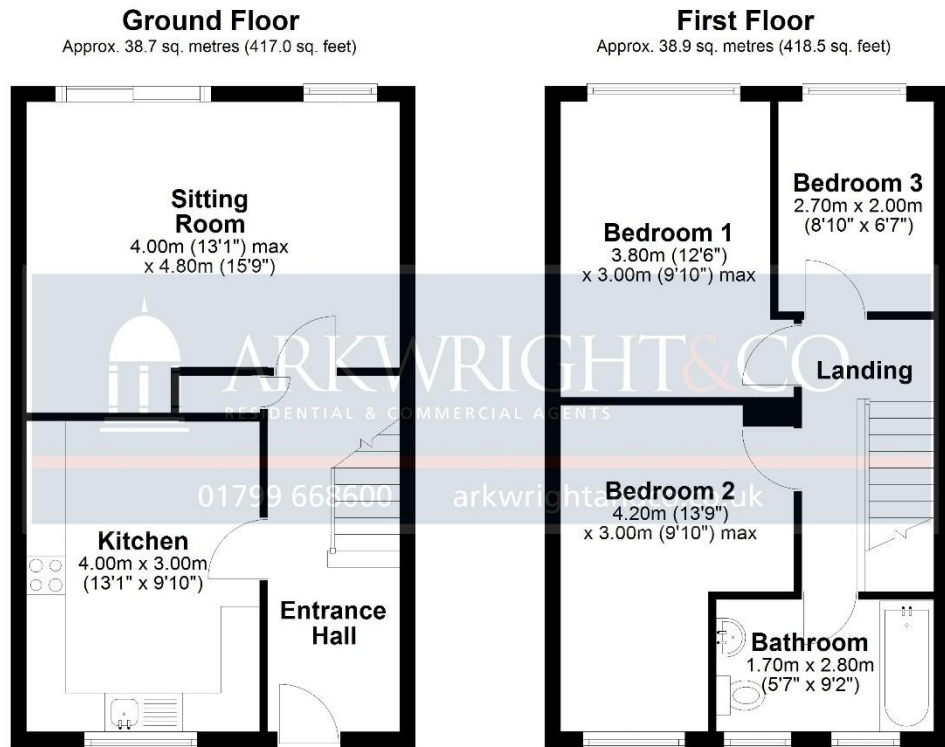 Ground Floor
Approx. 38.7 sq. metres (417.0 sq. feet)
Sitting
Room
4.00m (13'1") max
x 4.80m (15'9")
Kitchen
4.00m x 3.00m
(13'1" x 9'10")
Entrance
Hall
First Floor
Approx. 38.9 sq. metres (418.5 sq. feet)
Bedroom 1
3.80m (12'6")
x 3.00m (9'10") max
Bedroom 3
2.70m x 2.00m
(8'10" x 6'7")
Landing
Bedroom 2
4.20m (13'9")
x 3.00m (9'10") max
Bathroom
1.70m x 2.80m
(5'7" x 9'2")
ARKWRIGHT&CO
RESIDENTIAL & COMMERCIAL AGENTS
01799 668600 arkwrightandco.co.uk